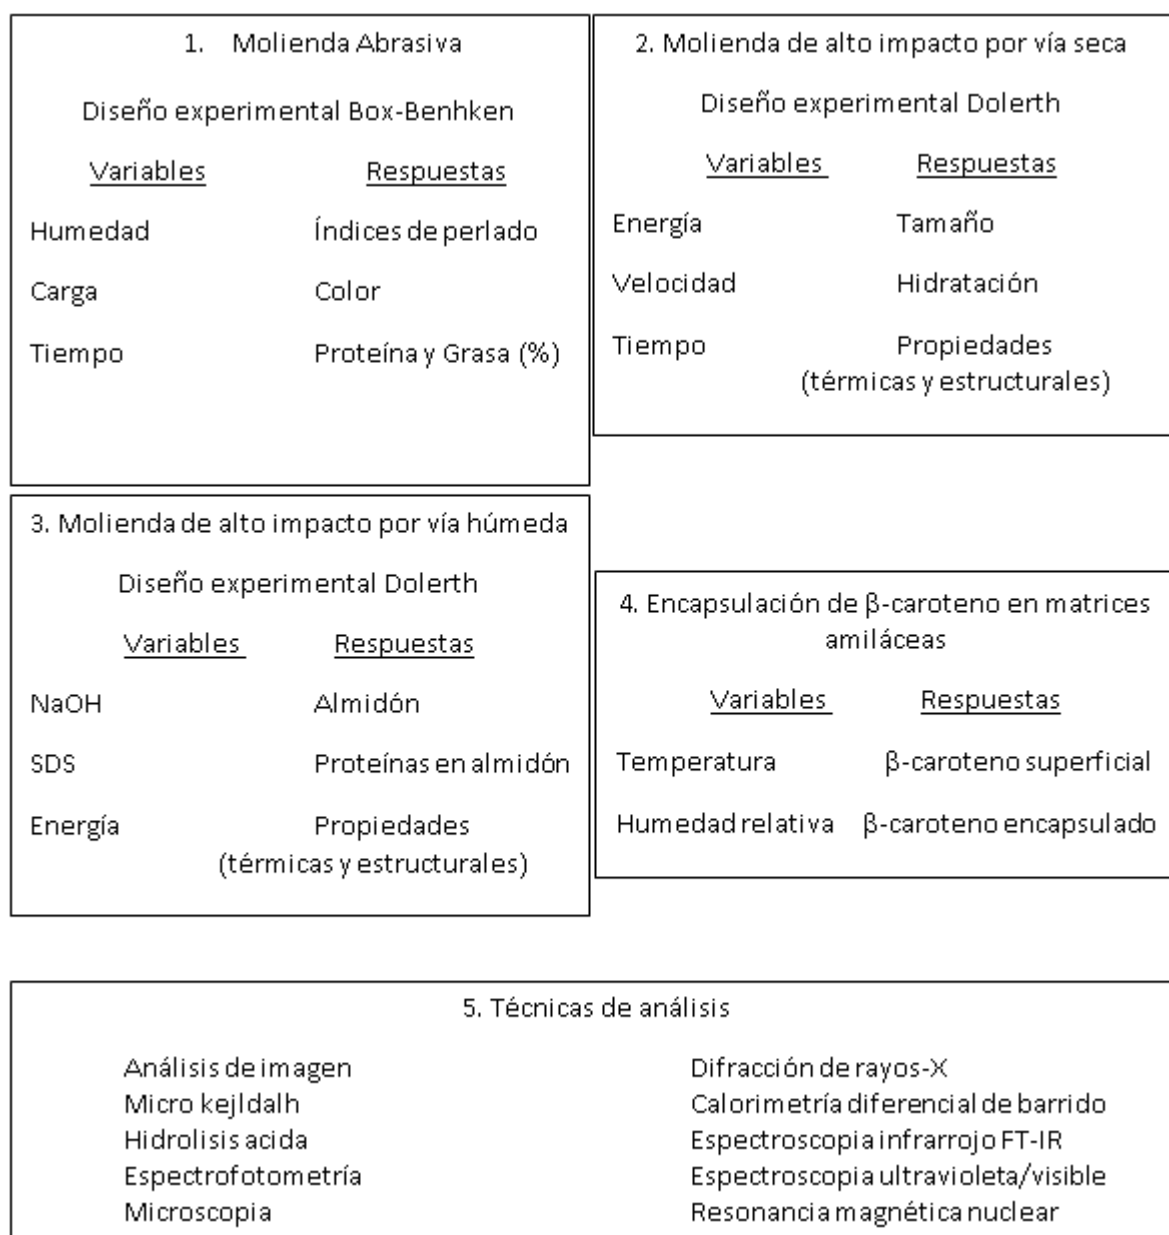 1. Molienda Abrasiva
Diseño experimental Box-Benhken
Variables Respuestas
Humedad Índices de perlado
Carga Color
Tiempo Proteína y Grasa (%)
2. Molienda de alto impacto por vía seca
Diseño experimental Dolerth
Variables Respuestas
Energía Tamaño
Velocidad Hidratación
Tiempo Propiedades
(térmicas y estructurales)
3. Molienda de alto impacto por vía húmeda
Diseño experimental Dolerth
Variables Respuestas
NaOH Almidón
SDS Proteínas en almidón
Energía Propiedades
(térmicas y estructurales)
4. Encapsulación de β-caroteno en matrices
amiláceas
Variables Respuestas
Temperatura β-caroteno superficial
Humedad relativa β-caroteno encapsulado
5. Técnicas de análisis
Análisis de imagen Difracción de rayos-X
Micro kejldalh Calorimetría diferencial de barrido
Hidrolisis acida Espectroscopia infrarrojo FT-IR
Espectrofotometría Espectroscopia ultravioleta/visible
Microscopia Resonancia magnética nuclear